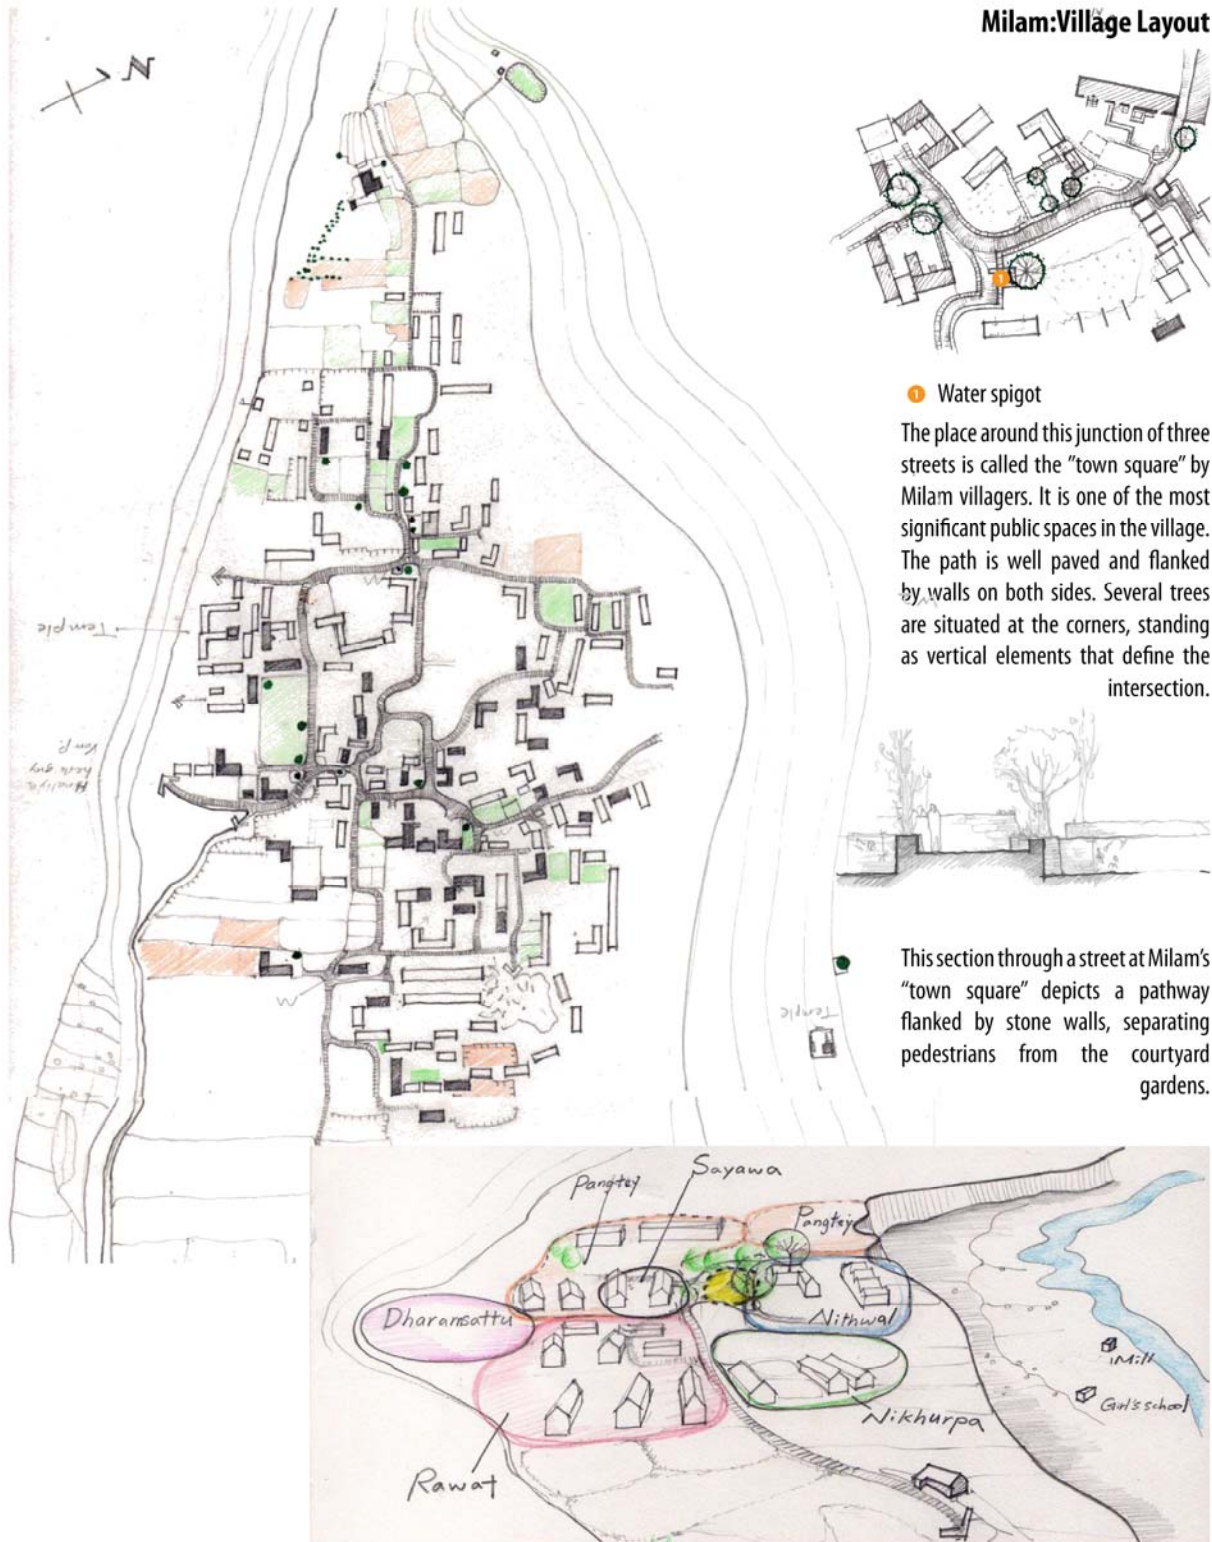 Milam:Village Layout
N
1
1 Water spigot
The place around this junction of three
streets is called the "town square" by
Milam villagers. It is one of the most
significant public spaces in the village.
The path is well paved and flanked
by walls on both sides. Several trees
are situated at the corners, standing
as vertical elements that define the
intersection.
Temple
W
Temple
This section through a street at Milam's
"town square" depicts a pathway
flanked by stone walls, separating
pedestrians from the courtyard
gardens.
Pangtey
Sayawa
Pangtey
Dharamsattu
Nithwal
Mill
Girl's school
Nikhurpa
Rawat